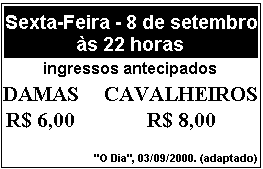 Sexta-Feira - 8 de setembro
às 22 horas
ingressos antecipados
DAMAS CAVALHEIROS
R$ 6,00 R$ 8,00
"O Dia", 03/09/2000. (adaptado)